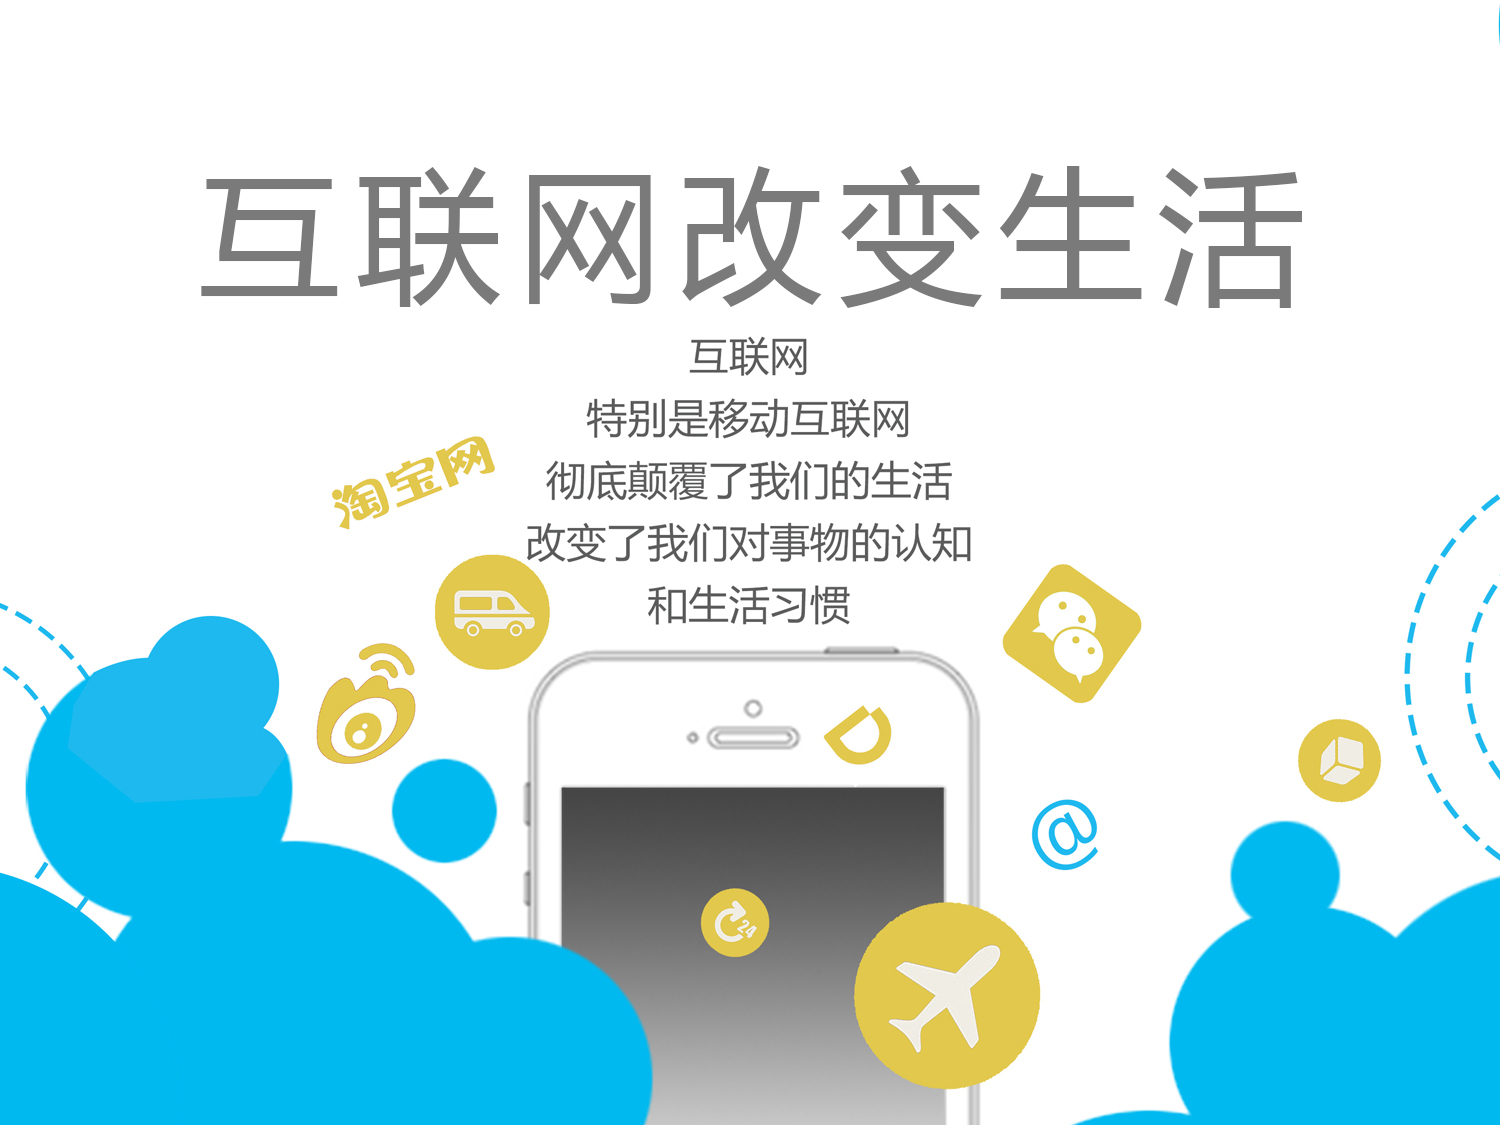 互联网改变生活
互联网
特别是移动互联网
彻底颠覆了我们的生活
改变了我们对事物的认知
和生活习惯
淘宝网
@
24